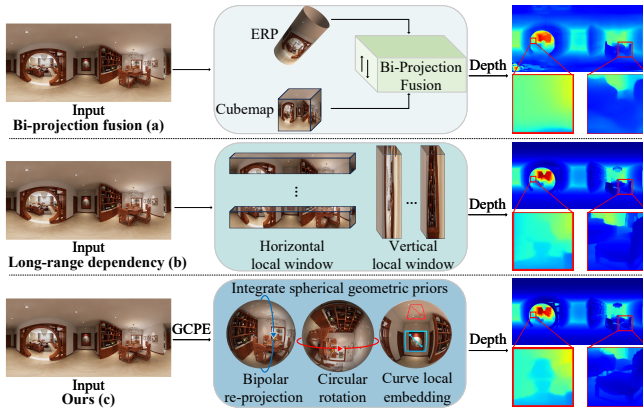 ERP
Cubemap
Bi-Projection
Fusion
Depth
Input
Bi-projection fusion (a)
Horizontal
local window
Vertical
local window
Depth
Input
Long-range dependency (b)
Integrate spherical geometric priors
GCPE
Bipolar
re-projection
Circular
rotation
Curve local
embedding
Depth
Input
Ours (c)